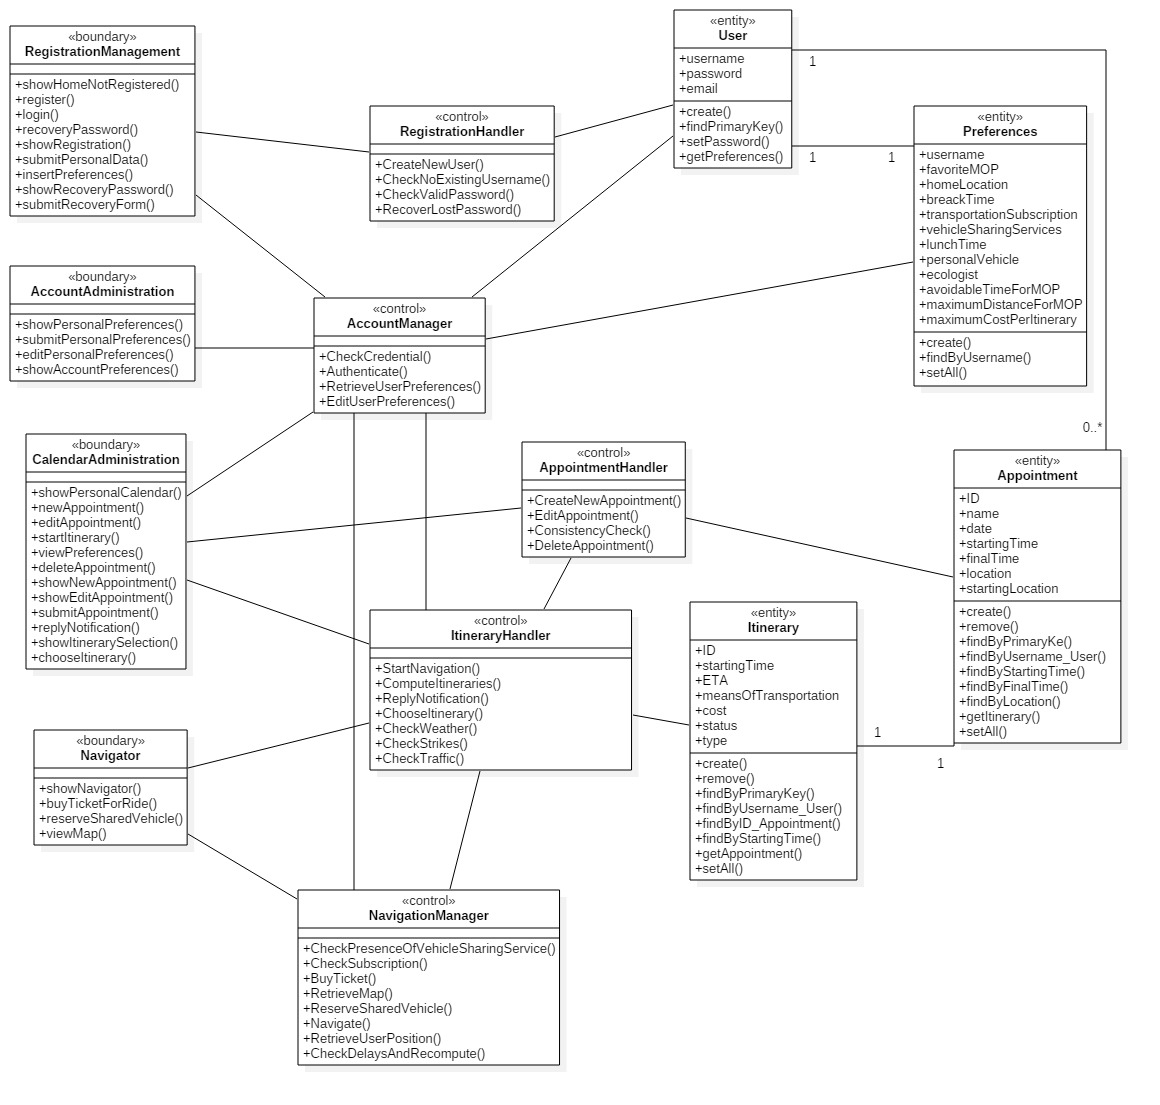 «boundary»
RegistrationManagement
+showHomeNotRegistered()
+register()
+login()
+recoveryPassword()
+showRegistration()
+submitPersonalData()
+insertPreferences()
+showRecoveryPassword()
+submitRecoveryForm()
«control»
RegistrationHandler
+CreateNewUser()
+CheckNoExistingUsername()
+CheckValidPassword()
+RecoverLostPassword()
«entity»
User
+username
+password
+email
+create()
+findPrimaryKey()
+setPassword()
+getPreferences()
1
1
1
«entity»
Preferences
+username
+favoriteMOP
+homeLocation
+breackTime
+transportationSubscription
+vehicleSharingServices
+lunchTime
+personalVehicle
+ecologist
+avoidableTimeForMOP
+maximumDistanceForMOP
+maximumCostPerItinerary
+create()
+findByUsername()
+setAll()
0..*
«boundary»
AccountAdministration
+showPersonalPreferences()
+submitPersonalPreferences()
+editPersonalPreferences()
+showAccountPreferences()
«control»
AccountManager
+CheckCredential()
+Authenticate()
+RetrieveUserPreferences()
+EditUserPreferences()
«boundary»
CalendarAdministration
+showPersonalCalendar()
+newAppointment()
+editAppointment()
+startItinerary()
+viewPreferences()
+deleteAppointment()
+showNewAppointment()
+showEditAppointment()
+submitAppointment()
+replyNotification()
+showItinerarySelection()
+chooseItinerary()
«control»
AppointmentHandler
+CreateNewAppointment()
+EditAppointment()
+ConsistencyCheck()
+DeleteAppointment()
«entity»
Appointment
+ID
+name
+date
+startingTime
+finalTime
+location
+startingLocation
+create()
+remove()
+findByPrimaryKe()
+findByUsername_User()
+findByStartingTime()
+findByFinalTime()
+findByLocation()
+getItinerary()
+setAll()
«control»
ItineraryHandler
+StartNavigation()
+ComputeItineraries()
+ReplyNotification()
+ChooseItinerary()
+CheckWeather()
+CheckStrikes()
+CheckTraffic()
«entity»
Itinerary
+ID
+startingTime
+ETA
+meansOfTransportation
+cost
+status
+type
+create()
+remove()
+findByPrimaryKey()
+findByUsername_User()
+findByID_Appointment()
+findByStartingTime()
+getAppointment()
+setAll()
1
1
«boundary»
Navigator
+showNavigator()
+buyTicketForRide()
+reserveSharedVehicle()
+viewMap()
«control»
NavigationManager
+CheckPresenceOfVehicleSharingService()
+CheckSubscription()
+BuyTicket()
+RetrieveMap()
+ReserveSharedVehicle()
+Navigate()
+RetrieveUserPosition()
+CheckDelaysAndRecompute()